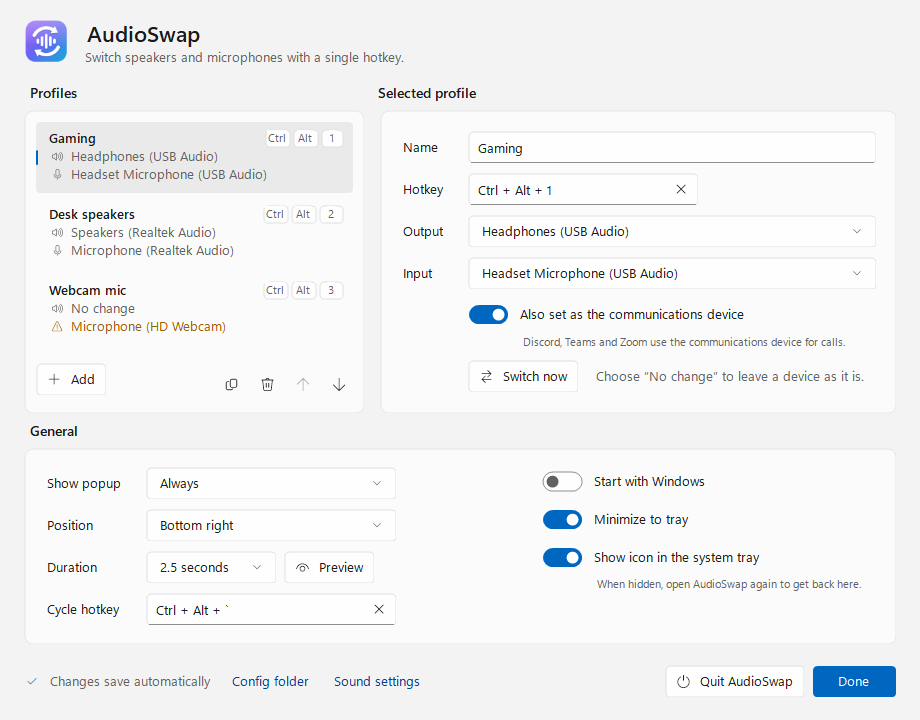 AudioSwap
Switch speakers and microphones with a single hotkey.
Profiles
Gaming Ctrl Alt 1
Headphones (USB Audio)
Headset Microphone (USB Audio)
Desk speakers Ctrl Alt 2
Speakers (Realtek Audio)
Microphone (Realtek Audio)
Webcam mic Ctrl Alt 3
No change
Microphone (HD Webcam)
Add
Selected profile
Name Gaming
Hotkey Ctrl + Alt + 1
Output Headphones (USB Audio)
Input Headset Microphone (USB Audio)
Also set as the communications device
Discord, Teams and Zoom use the communications device for calls.
Switch now Choose “No change” to leave a device as it is.
General
Show popup Always
Position Bottom right
Duration 2.5 seconds Preview
Cycle hotkey Ctrl + Alt + `
Start with Windows
Minimize to tray
Show icon in the system tray
When hidden, open AudioSwap again to get back here.
Changes save automatically Config folder Sound settings Quit AudioSwap Done